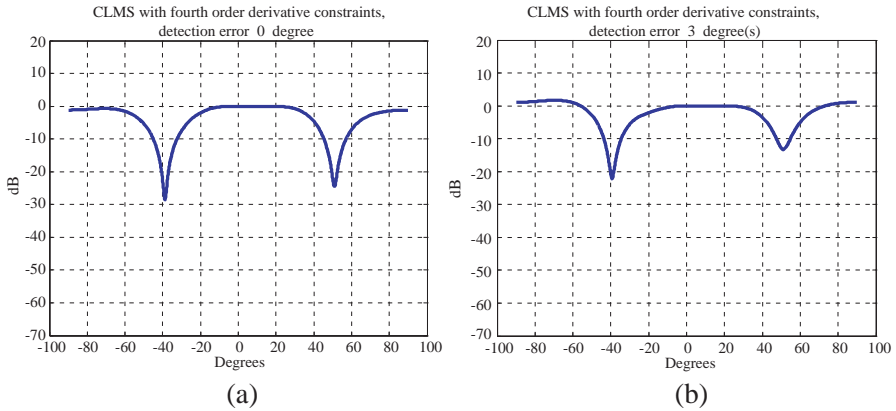 CLMS with fourth order derivative constraints,
detection error 0 degree
20
10
0
-10
-20
-30
-40
-50
-60
-70
dB
-100 -80 -60 -40 -20 0 20 40 60 80 100
Degrees
(a)
CLMS with fourth order derivative constraints,
detection error 3 degree(s)
20
10
0
-10
-20
-30
-40
-50
-60
-70
dB
-100 -80 -60 -40 -20 0 20 40 60 80 100
Degrees
(b)